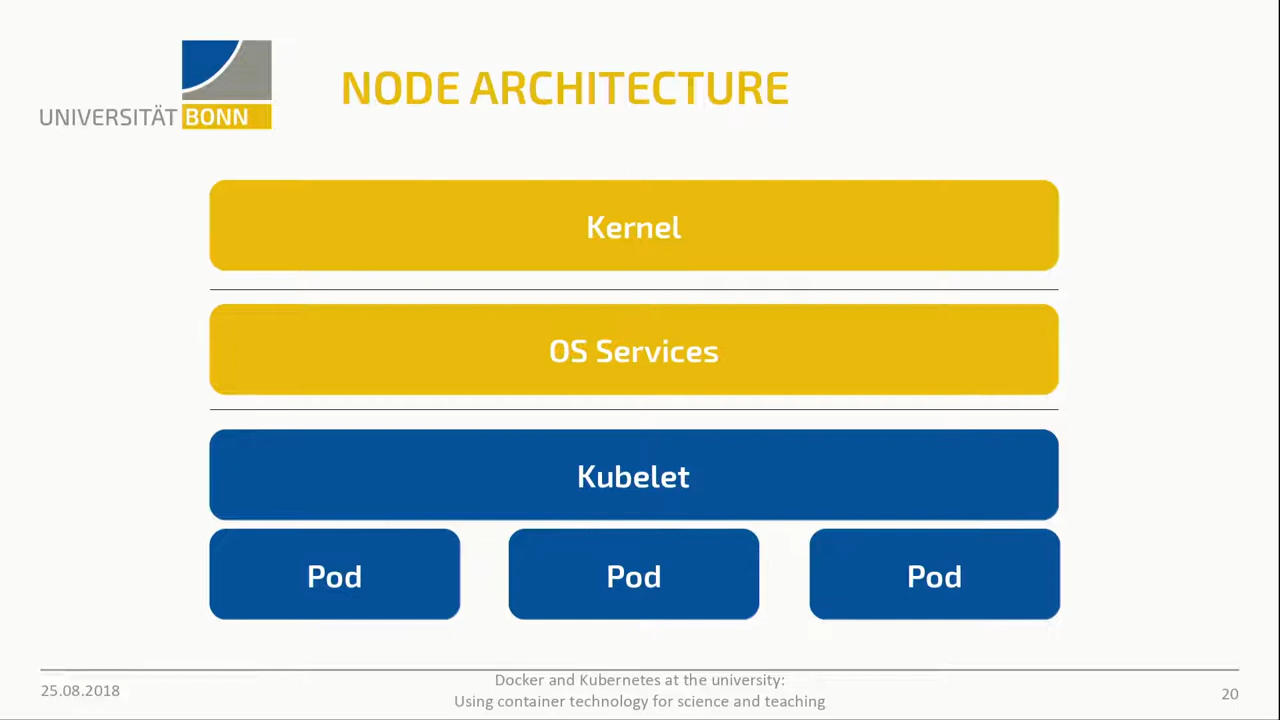 UNIVERSITÄT BONN
NODE ARCHITECTURE
Kernel
OS Services
Kubelet
Pod Pod Pod
25.08.2018
Docker and Kubernetes at the university:
Using container technology for science and teaching
20